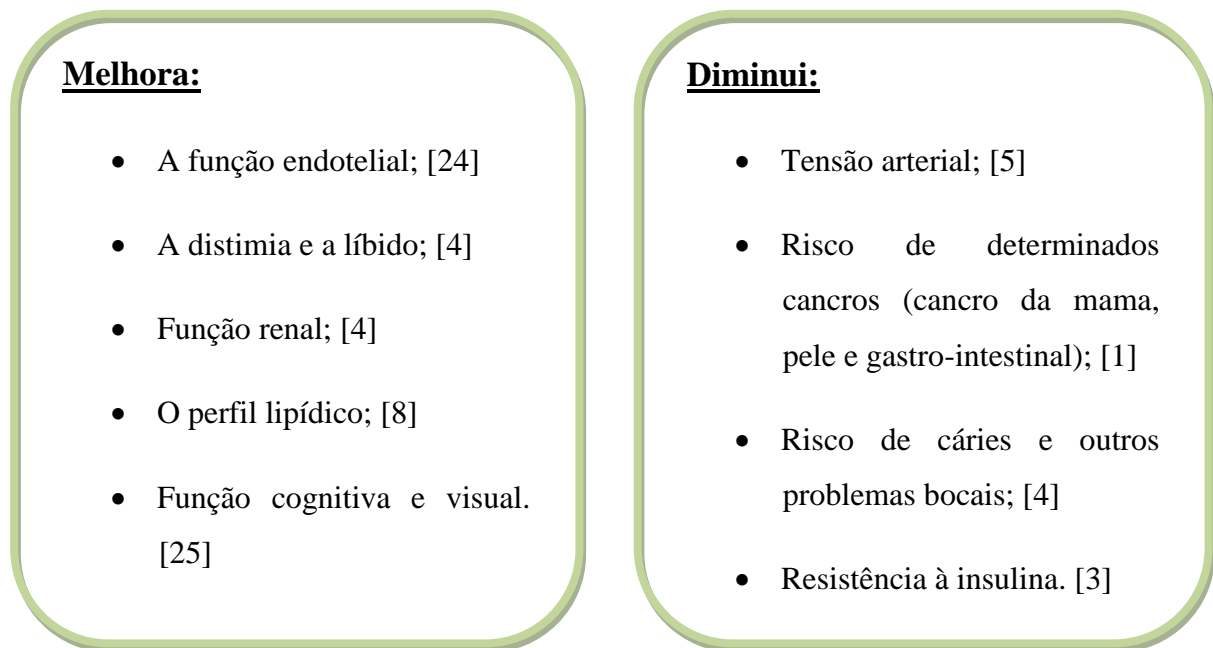 Melhora:
• A função endotelial; [24]
• A distimia e a líbido; [4]
• Função renal; [4]
• O perfil lipídico; [8]
• Função cognitiva e visual.
[25]
Diminui:
• Tensão arterial; [5]
• Risco de determinados
cancros (cancro da mama,
pele e gastro-intestinal); [1]
• Risco de cáries e outros
problemas bocais; [4]
• Resistência à insulina. [3]